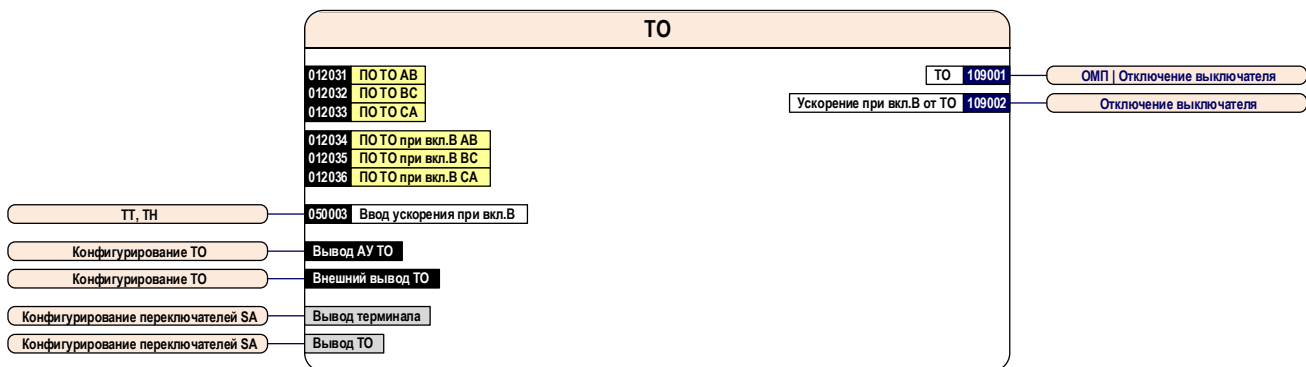 ТО
012031 ПО ТО АВ
ТО 109001
ОМП | Отключение выключателя
012032 ПО ТО ВС
Ускорение при вкл.В от ТО 109002
Отключение выключателя
012033 ПО ТО СА
012034 ПО ТО при вкл.В АВ
012035 ПО ТО при вкл.В ВС
012036 ПО ТО при вкл.В СА
ТТ, ТН
050003 Ввод ускорения при вкл.В
Конфигурирование ТО
Вывод АУ ТО
Конфигурирование ТО
Внешний вывод ТО
Конфигурирование переключателей SA
Вывод терминала
Конфигурирование переключателей SA
Вывод ТО